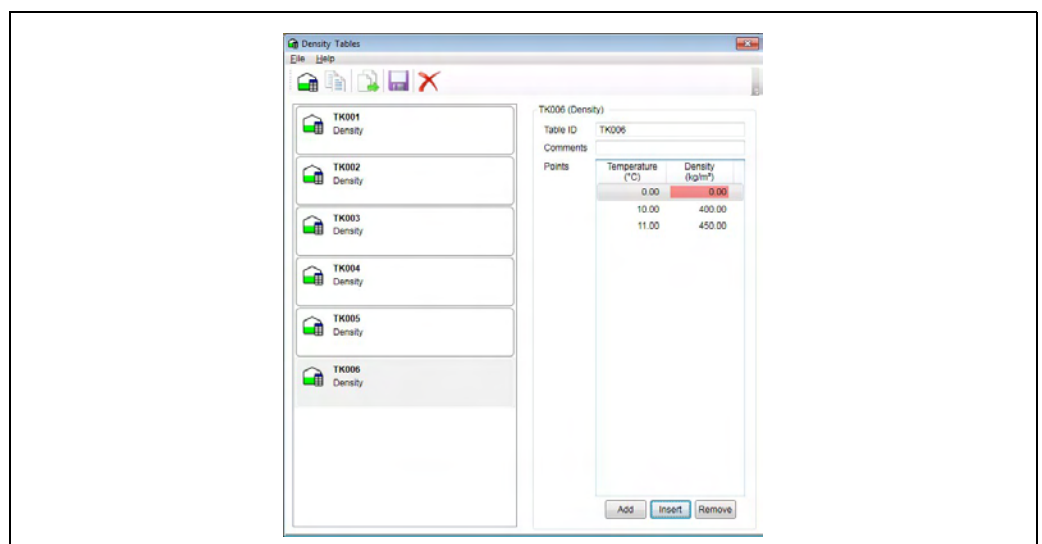 Density Tables
File Help
TK001
Density
TK002
Density
TK003
Density
TK004
Density
TK005
Density
TK006
Density
TK006 (Density)
Table ID TK006
Comments
Points
Temperature (°C) Density (kg/m³)
0.00 0.00
10.00 400.00
11.00 450.00
Add Insert Remove